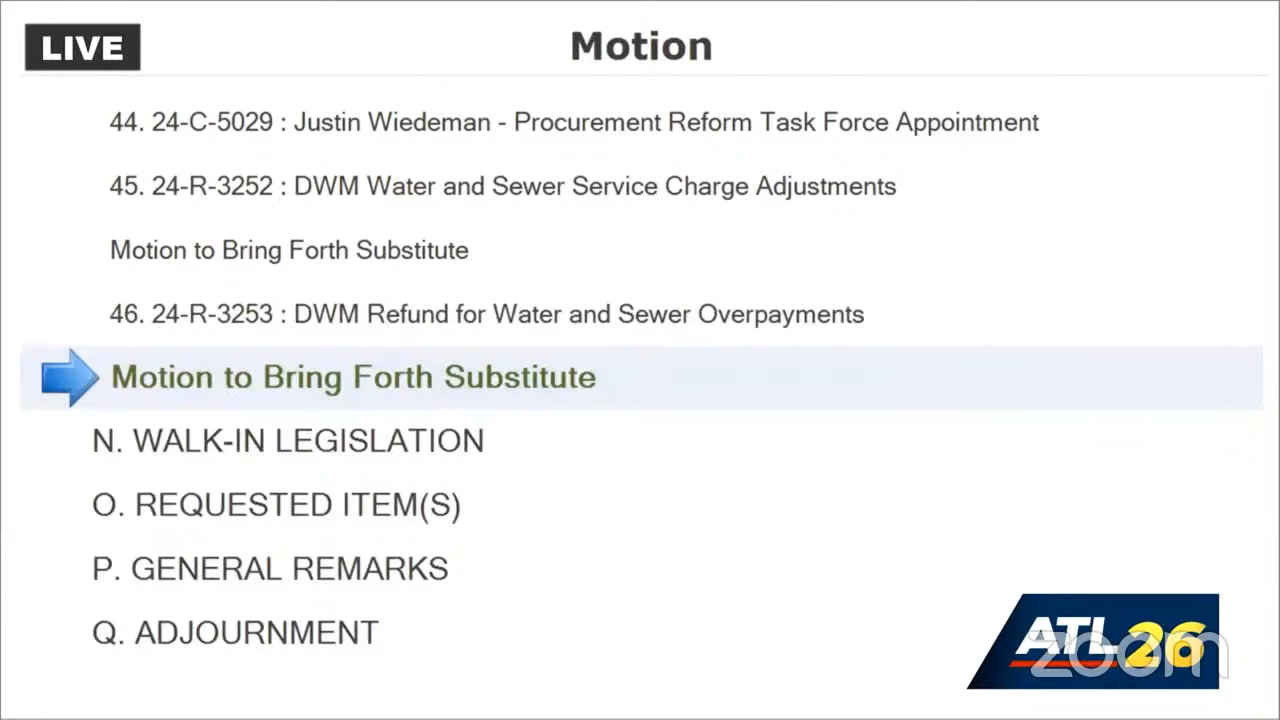 LIVE
Motion
44. 24-C-5029 : Justin Wiedeman - Procurement Reform Task Force Appointment
45. 24-R-3252 : DWM Water and Sewer Service Charge Adjustments
Motion to Bring Forth Substitute
46. 24-R-3253 : DWM Refund for Water and Sewer Overpayments
Motion to Bring Forth Substitute
N. WALK-IN LEGISLATION
O. REQUESTED ITEM(S)
P. GENERAL REMARKS
Q. ADJOURNMENT
ATL 26
zoom